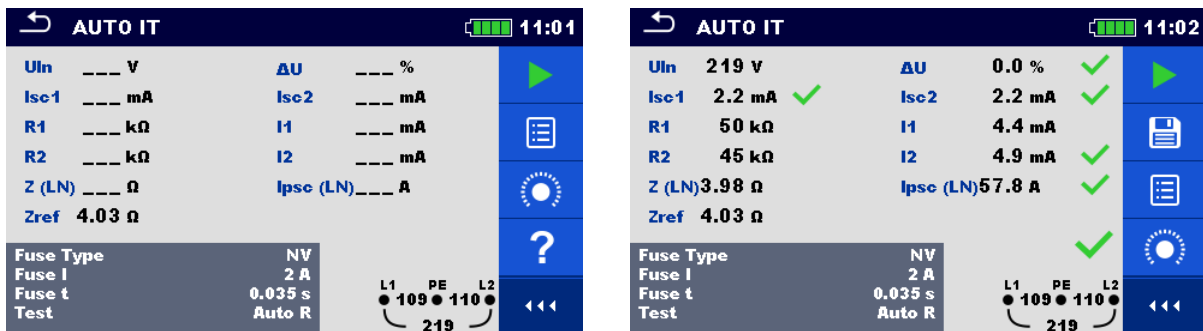 AUTO IT 11:01
Uln ___ V ΔU ___ %
Isc1 ___ mA Isc2 ___ mA
R1 ___ kΩ I1 ___ mA
R2 ___ kΩ I2 ___ mA
Z (LN) ___ Ω Ipsc (LN)___ A
Zref 4.03 Ω
Fuse Type NV
Fuse I 2 A
Fuse t 0.035 s
Test Auto R
?
L1 PE L2
109 110
219
AUTO IT 11:02
Uln 219 V ΔU 0.0 %
Isc1 2.2 mA Isc2 2.2 mA
R1 50 kΩ I1 4.4 mA
R2 45 kΩ I2 4.9 mA
Z (LN)3.98 Ω Ipsc (LN)57.8 A
Zref 4.03 Ω
Fuse Type NV
Fuse I 2 A
Fuse t 0.035 s
Test Auto R
L1 PE L2
109 110
219